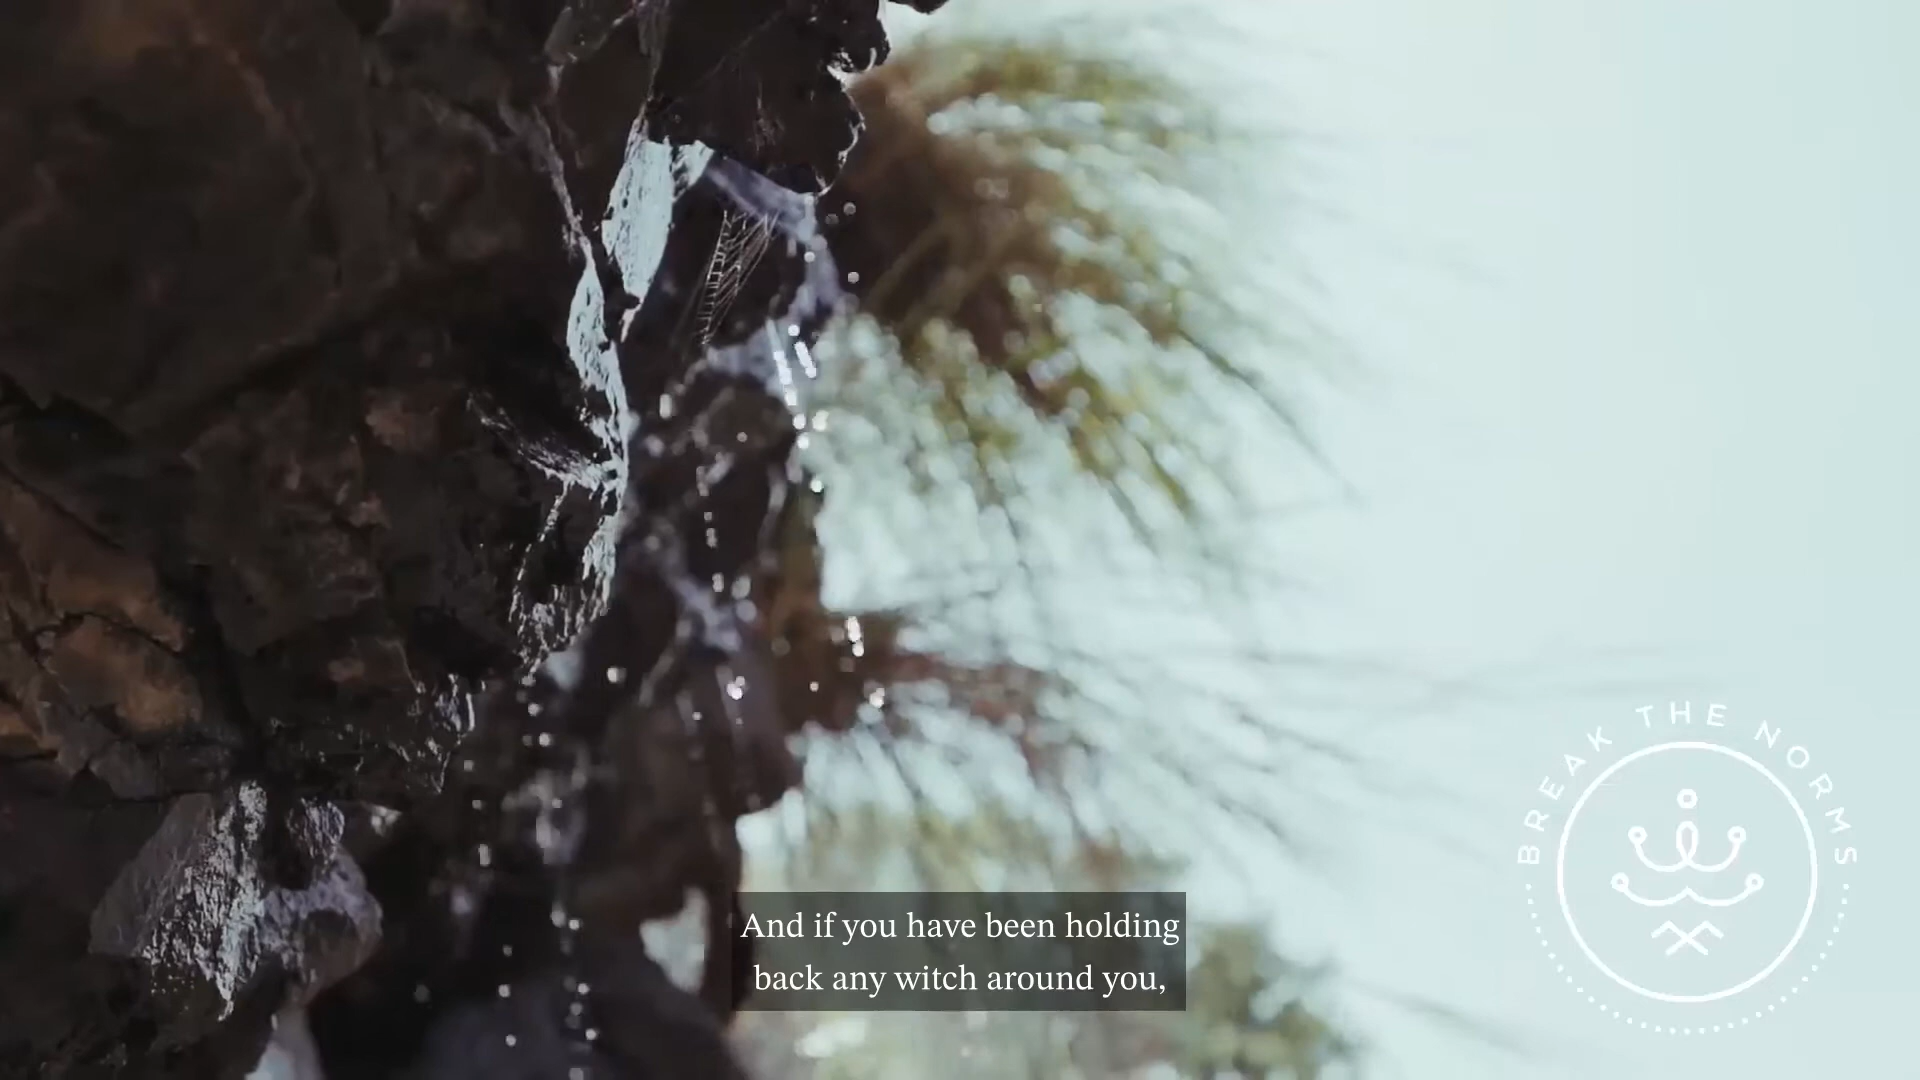 BREAK THE NORMS
And if you have been holding
back any witch around you,